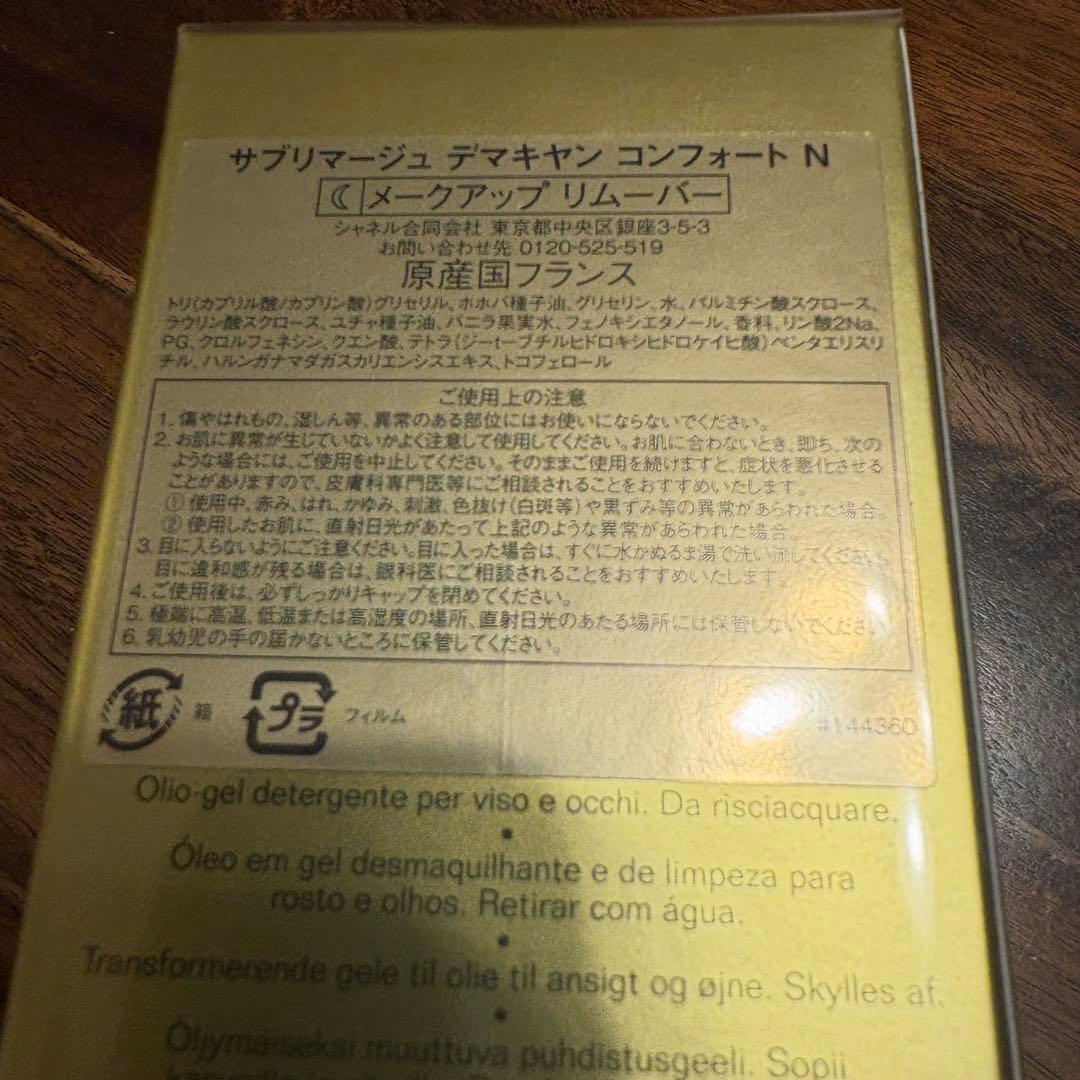 サブリマージュ デマキヤン コンフォート N
メークアップ リムーバー
シャネル合同会社 東京都中央区銀座3-5-3
お問い合わせ先 0120-525-519
原産国フランス
トリ(カプリル酸/カプリン酸)グリセリル、ホホバ種子油、グリセリン、水、パルミチン酸スクロース、
ラウリン酸スクロース、ユチャ種子油、バニラ果実水、フェノキシエタノール、香料、リン酸2Na、
PG、クロルフェネシン、クエン酸、テトラ(ジ-t-ブチルヒドロキシヒドロケイヒ酸)ペンタエリスリ
チル、ハルンガナマダガスカリエンシスエキス、トコフェロール
ご使用上の注意
1. 傷やはれもの、湿しん等、異常のある部位にはお使いにならないでください。
2. お肌に異常が生じていないかよく注意して使用してください。お肌に合わないとき、即ち、次の
ような場合には、ご使用を中止してください。そのままご使用を続けますと、症状を悪化させる
ことがありますので、皮膚科専門医等にご相談されることをおすすめいたします。
① 使用中、赤み、はれ、かゆみ、刺激、色抜け(白斑等)や黒ずみ等の異常があらわれた場合。
② 使用したお肌に、直射日光があたって上記のような異常があらわれた場合。
3. 目に入らないようにご注意ください。目に入った場合は、すぐに水かぬるま湯で洗い流してください。
目に違和感が残る場合は、眼科医にご相談されることをおすすめいたします。
4. ご使用後は、必ずしっかりキャップを閉めてください。
5. 極端に高温、低温または高湿度の場所、直射日光のあたる場所には保管しないでください。
6. 乳幼児の手の届かないところに保管してください。
紙 箱 プラ フィルム
#144360
Olio-gel detergente per viso e occhi. Da risciacquare.
•
Óleo em gel desmaquilhante e de limpeza para
rosto e olhos. Retirar com água.
•
Transformerende gele til olie til ansigt og øjne. Skylles af.
•
Öljymäiseksi muuttuva puhdistusgeeli. Sopii